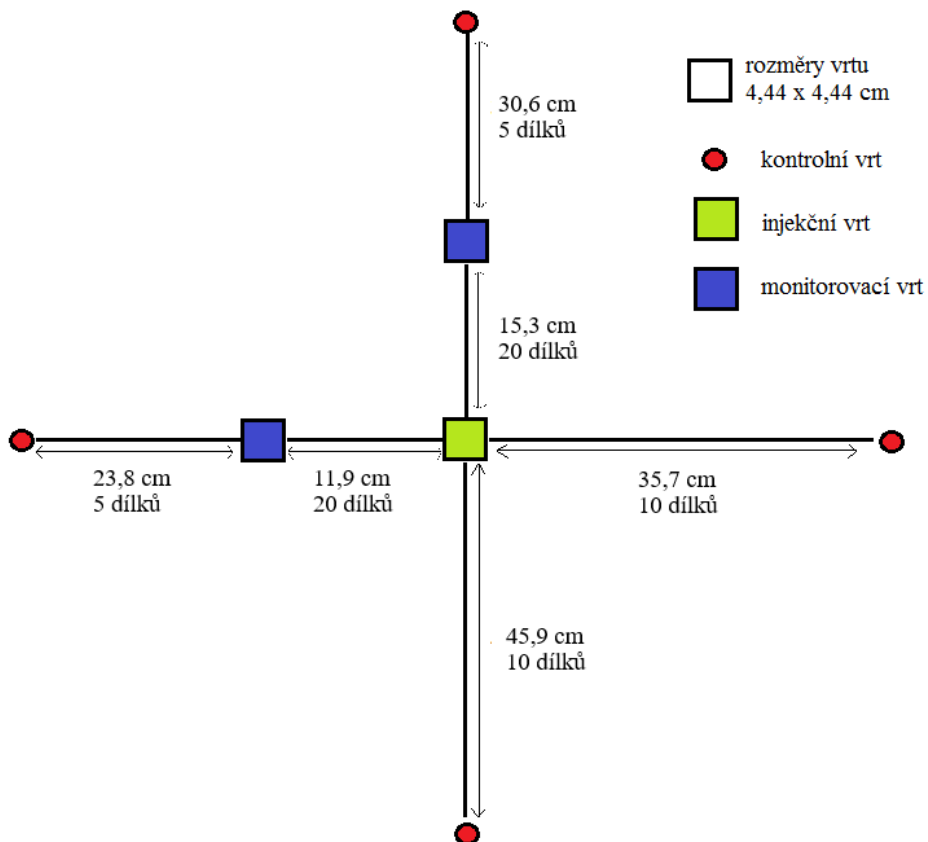 30,6 cm
5 dílků
15,3 cm
20 dílků
23,8 cm
5 dílků
11,9 cm
20 dílků
35,7 cm
10 dílků
45,9 cm
10 dílků
rozměry vrtu
4,44 x 4,44 cm
kontrolní vrt
injekční vrt
monitorovací vrt